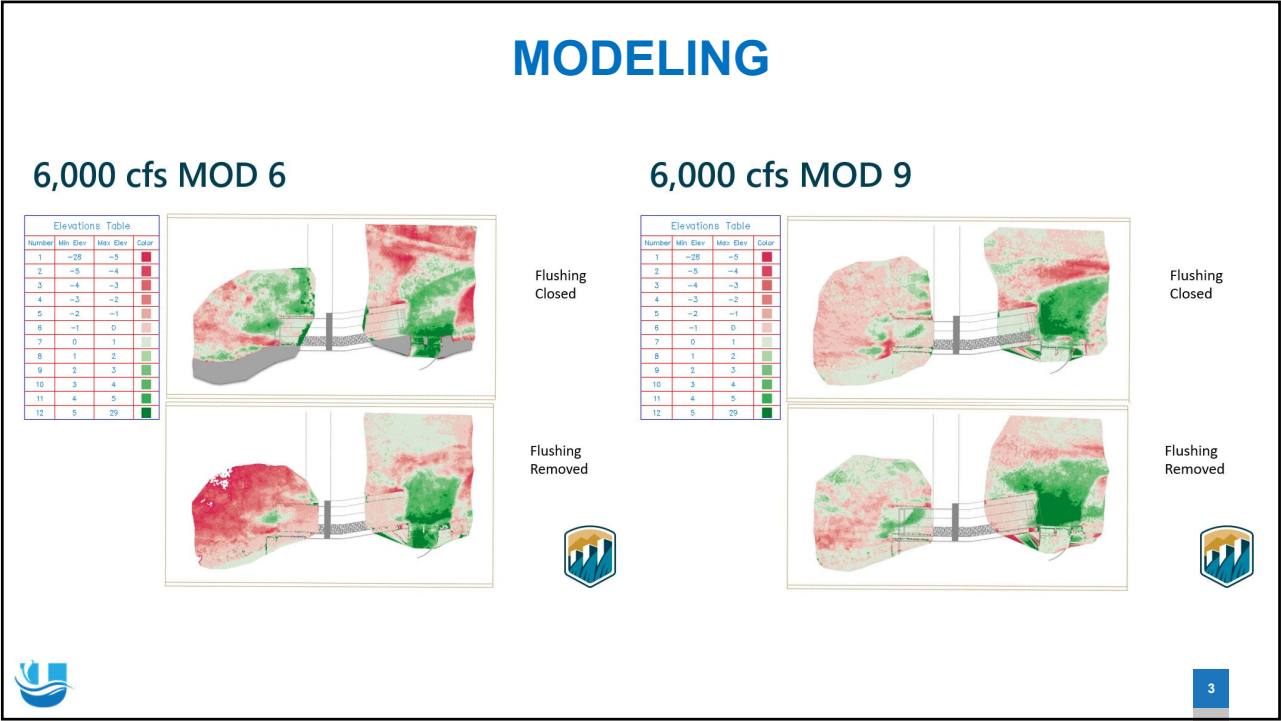 MODELING
6,000 cfs MOD 6
Elevations Table
Number Min Elev Max Elev Color
1 -28 -5
2 -5 -4
3 -4 -3
4 -3 -2
5 -2 -1
6 -1 0
7 0 1
8 1 2
9 2 3
10 3 4
11 4 5
12 5 29
Flushing
Closed
Flushing
Removed
6,000 cfs MOD 9
Elevations Table
Number Min Elev Max Elev Color
1 -28 -5
2 -5 -4
3 -4 -3
4 -3 -2
5 -2 -1
6 -1 0
7 0 1
8 1 2
9 2 3
10 3 4
11 4 5
12 5 29
Flushing
Closed
Flushing
Removed
3